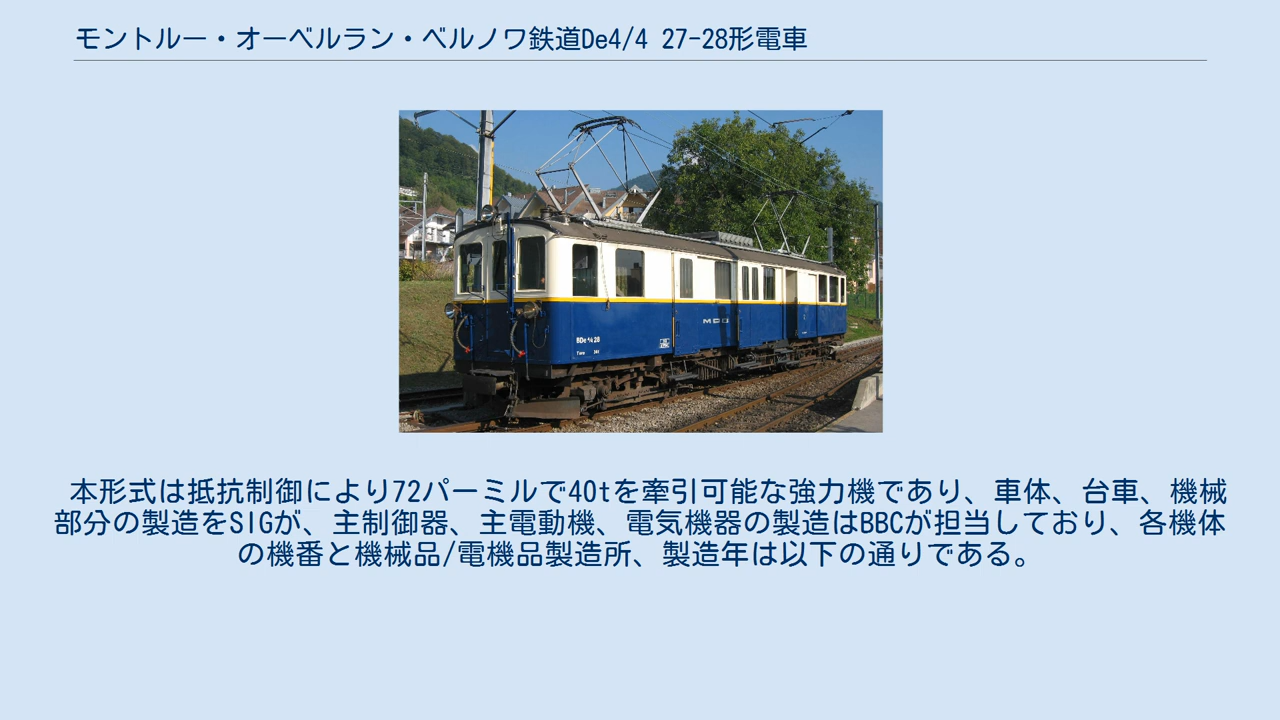 モントルー・オーベルラン・ベルノワ鉄道De4/4 27-28形電車
BDe 4/4 28
本形式は抵抗制御により72パーミルで40tを牽引可能な強力機であり、車体、台車、機械
部分の製造をSIGが、主制御器、主電動機、電気機器の製造はBBCが担当しており、各機体
の機番と機械品/電機品製造所、製造年は以下の通りである。